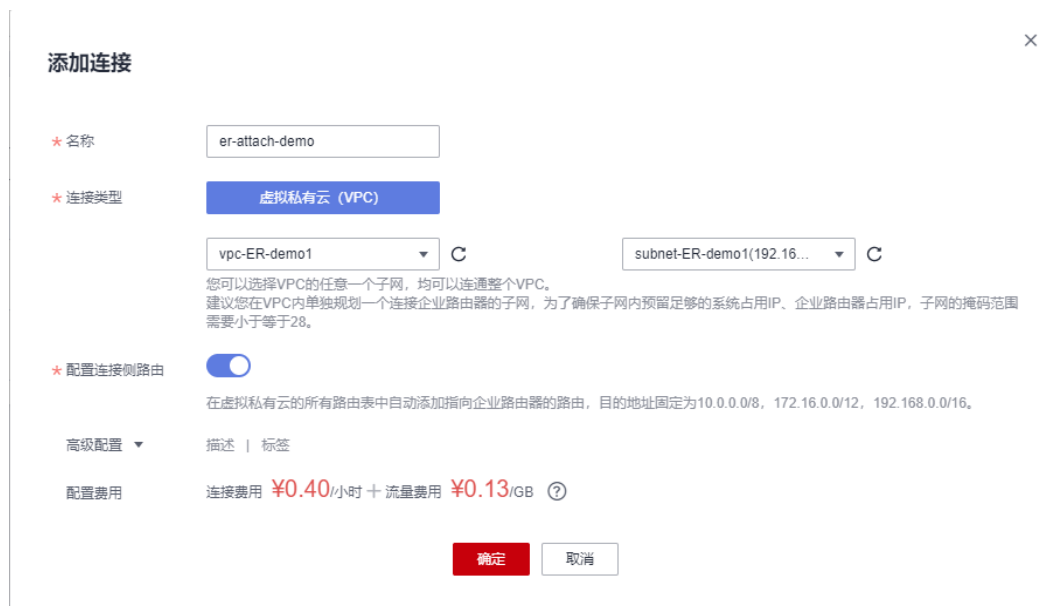 添加连接
* 名称 er-attach-demo
* 连接类型 虚拟私有云（VPC）
vpc-ER-demo1 subnet-ER-demo1(192.16...
您可以选择VPC的任意一个子网，均可以连通整个VPC。
建议您在VPC内单独规划一个连接企业路由器的子网，为了确保子网内预留足够的系统占用IP、企业路由器占用IP，子网的掩码范围
需要小于等于28。
* 配置连接侧路由
在虚拟私有云的所有路由表中自动添加指向企业路由器的路由，目的地址固定为10.0.0.0/8，172.16.0.0/12，192.168.0.0/16。
高级配置 描述 | 标签
配置费用 连接费用 ¥0.40/小时 + 流量费用 ¥0.13/GB ?
确定 取消